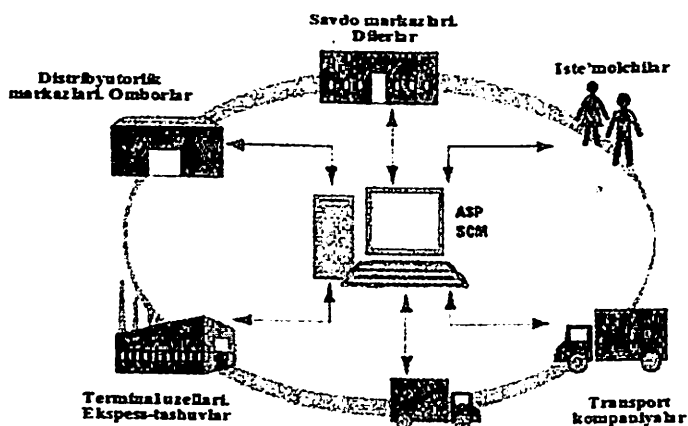 Savdo markazlari.
Dilerlar
Distribyutorlik
markazlari. Omborlar
Iste'molchilar
ASP
SCM
Terminal uzellari.
Ekspess-tashuvlar
Transport
kompaniyalar